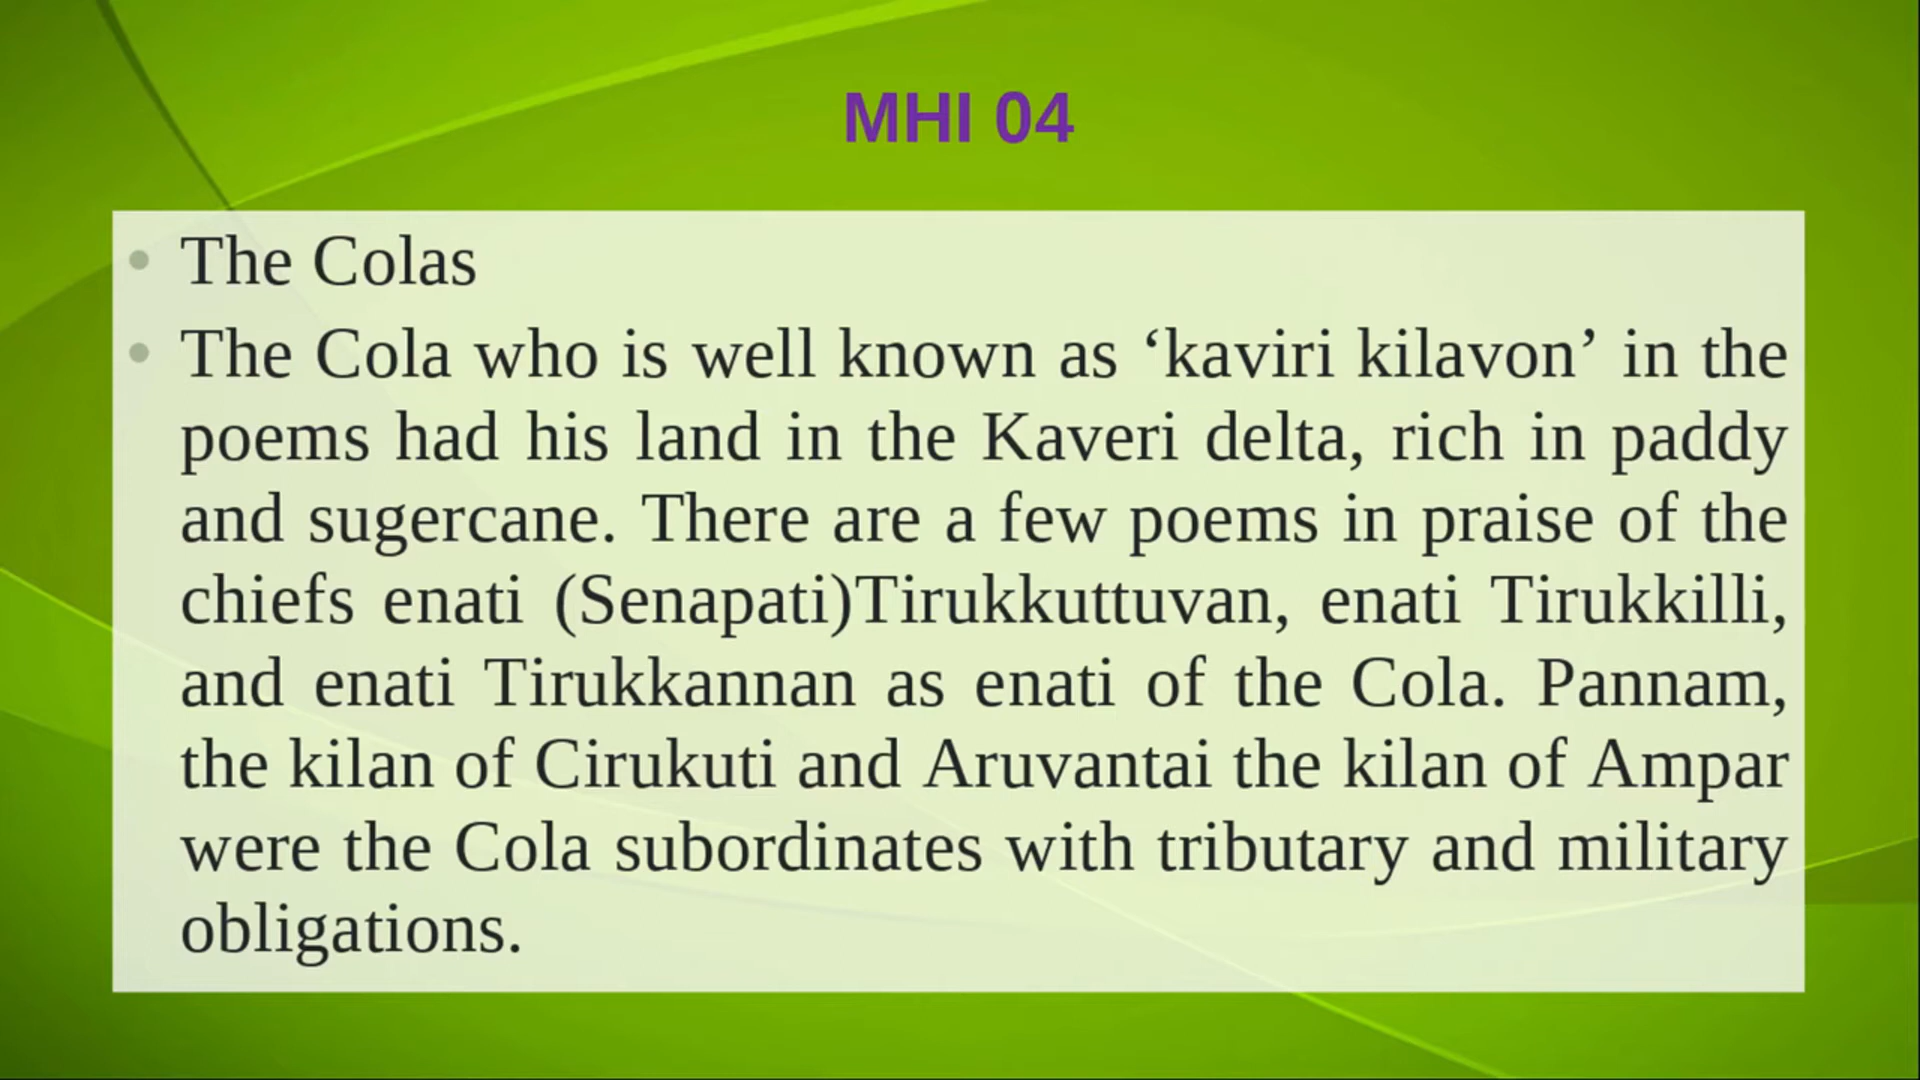 MHI 04
• The Colas
• The Cola who is well known as ‘kaviri kilavon’ in the
poems had his land in the Kaveri delta, rich in paddy
and sugercane. There are a few poems in praise of the
chiefs enati (Senapati)Tirukkuttuvan, enati Tirukkilli,
and enati Tirukkannan as enati of the Cola. Pannam,
the kilan of Cirukuti and Aruvantai the kilan of Ampar
were the Cola subordinates with tributary and military
obligations.